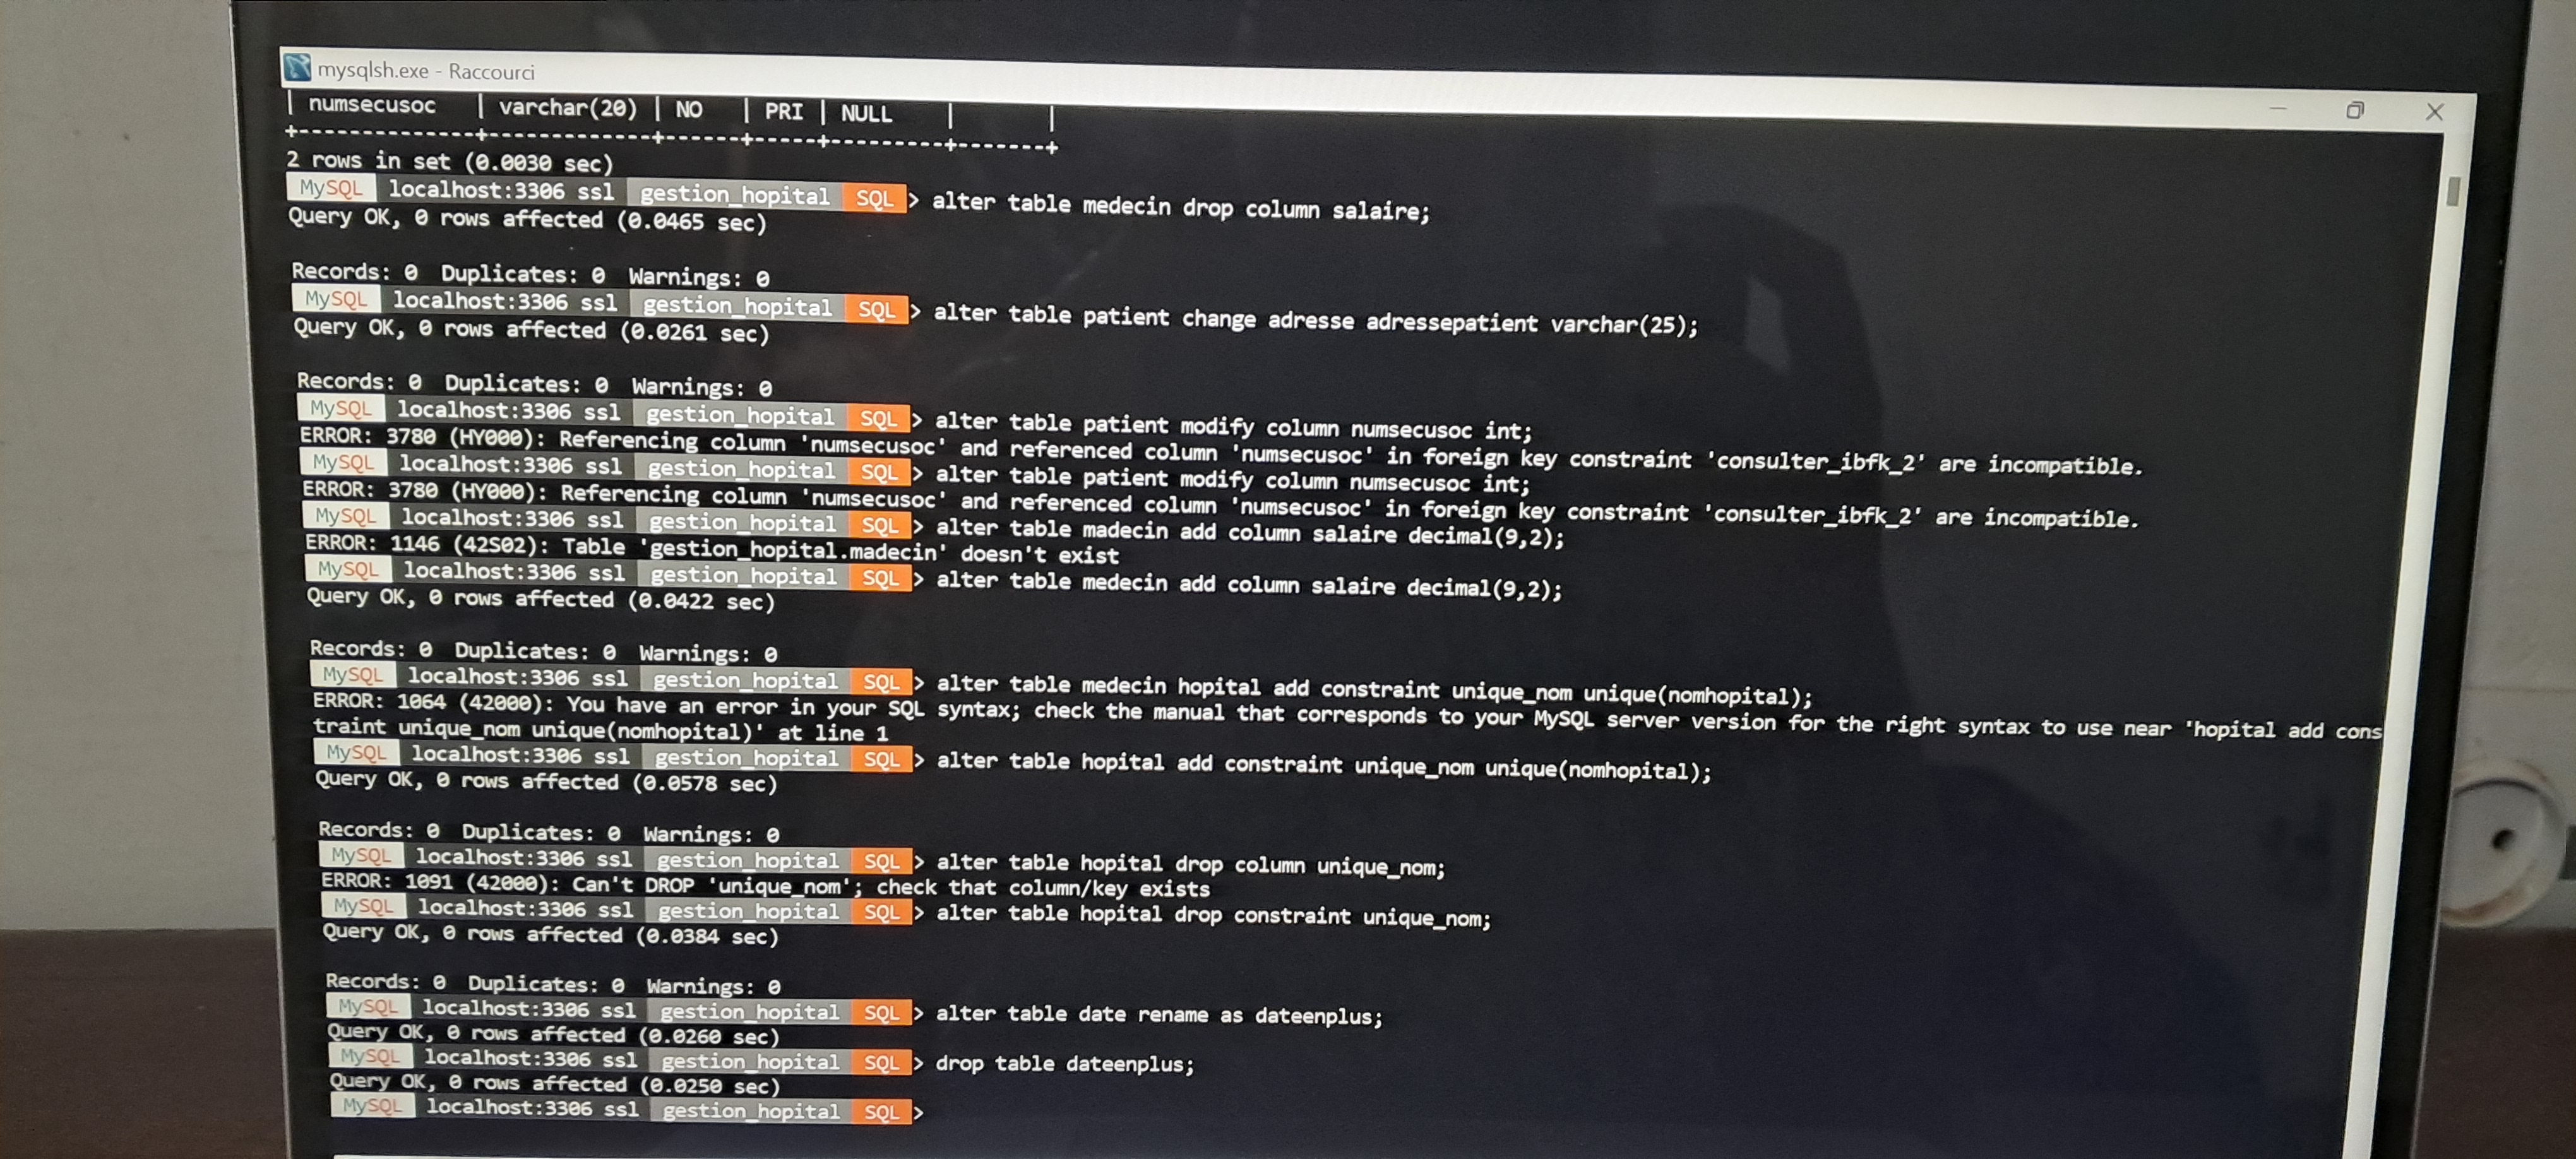 mysqlsh.exe - Raccourci
| numsecusoc | varchar(20) | NO | PRI | NULL | |
+--------------+-------------+------+-----+---------+-------+
2 rows in set (0.0030 sec)
MySQL localhost:3306 ssl gestion_hopital SQL > alter table medecin drop column salaire;
Query OK, 0 rows affected (0.0465 sec)
Records: 0 Duplicates: 0 Warnings: 0
MySQL localhost:3306 ssl gestion_hopital SQL > alter table patient change adresse adressepatient varchar(25);
Query OK, 0 rows affected (0.0261 sec)
Records: 0 Duplicates: 0 Warnings: 0
MySQL localhost:3306 ssl gestion_hopital SQL > alter table patient modify column numsecusoc int;
ERROR: 3780 (HY000): Referencing column 'numsecusoc' and referenced column 'numsecusoc' in foreign key constraint 'consulter_ibfk_2' are incompatible.
MySQL localhost:3306 ssl gestion_hopital SQL > alter table patient modify column numsecusoc int;
ERROR: 3780 (HY000): Referencing column 'numsecusoc' and referenced column 'numsecusoc' in foreign key constraint 'consulter_ibfk_2' are incompatible.
MySQL localhost:3306 ssl gestion_hopital SQL > alter table madecin add column salaire decimal(9,2);
ERROR: 1146 (42S02): Table 'gestion_hopital.madecin' doesn't exist
MySQL localhost:3306 ssl gestion_hopital SQL > alter table medecin add column salaire decimal(9,2);
Query OK, 0 rows affected (0.0422 sec)
Records: 0 Duplicates: 0 Warnings: 0
MySQL localhost:3306 ssl gestion_hopital SQL > alter table medecin hopital add constraint unique_nom unique(nomhopital);
ERROR: 1064 (42000): You have an error in your SQL syntax; check the manual that corresponds to your MySQL server version for the right syntax to use near 'hopital add cons
traint unique_nom unique(nomhopital)' at line 1
MySQL localhost:3306 ssl gestion_hopital SQL > alter table hopital add constraint unique_nom unique(nomhopital);
Query OK, 0 rows affected (0.0578 sec)
Records: 0 Duplicates: 0 Warnings: 0
MySQL localhost:3306 ssl gestion_hopital SQL > alter table hopital drop column unique_nom;
ERROR: 1091 (42000): Can't DROP 'unique_nom'; check that column/key exists
MySQL localhost:3306 ssl gestion_hopital SQL > alter table hopital drop constraint unique_nom;
Query OK, 0 rows affected (0.0384 sec)
Records: 0 Duplicates: 0 Warnings: 0
MySQL localhost:3306 ssl gestion_hopital SQL > alter table date rename as dateenplus;
Query OK, 0 rows affected (0.0260 sec)
MySQL localhost:3306 ssl gestion_hopital SQL > drop table dateenplus;
Query OK, 0 rows affected (0.0250 sec)
MySQL localhost:3306 ssl gestion_hopital SQL >